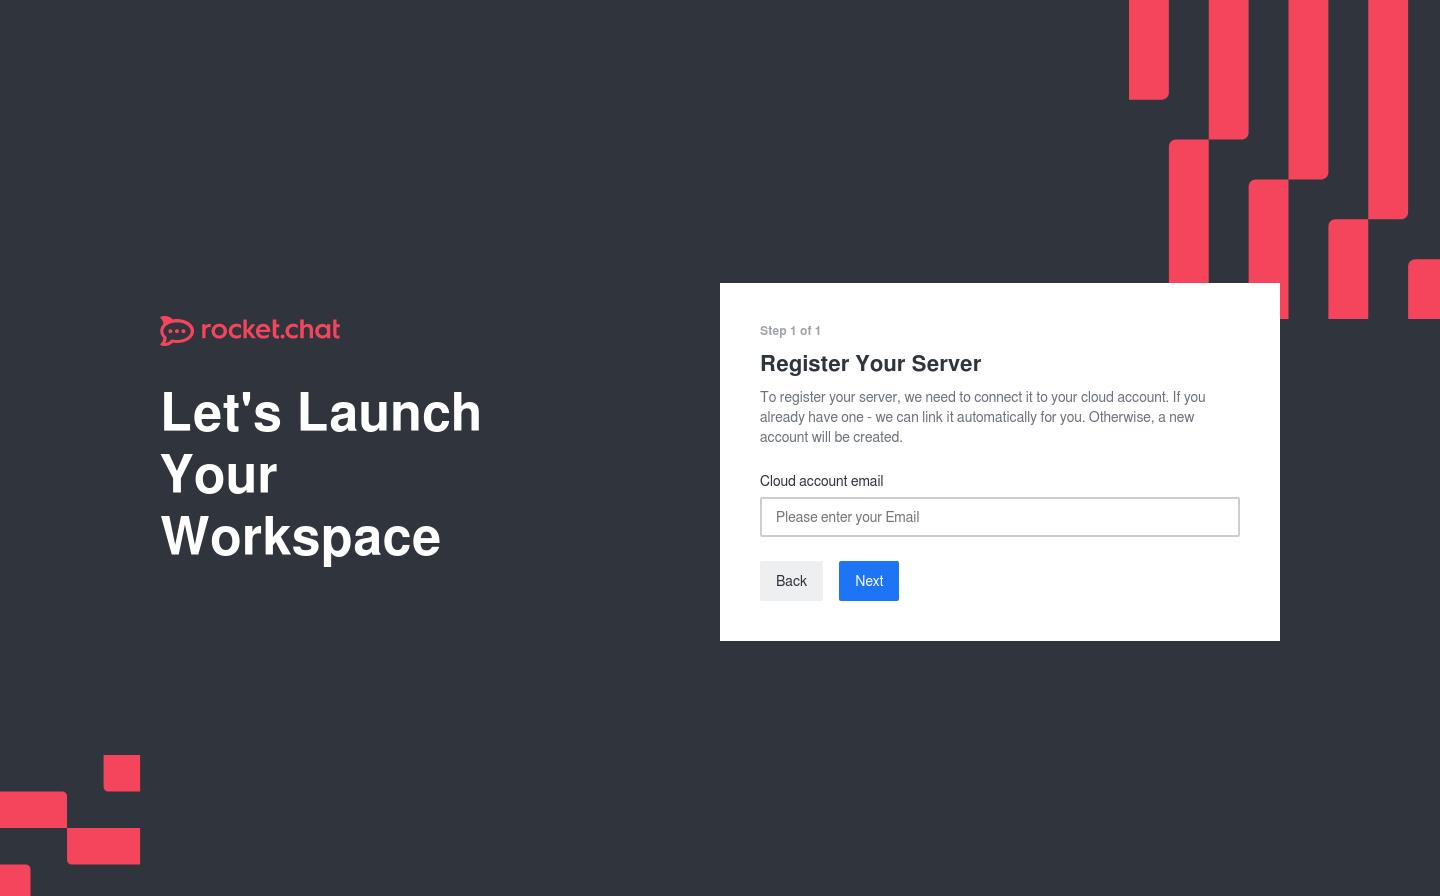 rocket.chat
Let's Launch
Your
Workspace
Step 1 of 1
Register Your Server
To register your server, we need to connect it to your cloud account. If you
already have one - we can link it automatically for you. Otherwise, a new
account will be created.
Cloud account email
Please enter your Email
Back
Next